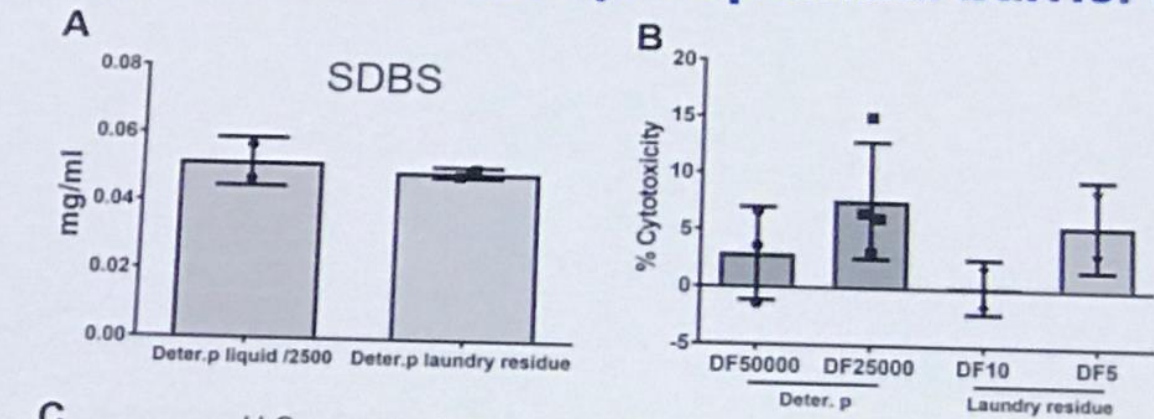 A
SDBS
mg/ml
0.08
0.06
0.04
0.02
0.00
Deter.p liquid /2500 Deter.p laundry residue
B
% Cytotoxicity
20
15
10
5
0
-5
DF50000 DF25000 DF10 DF5
Deter. p Laundry residue
C